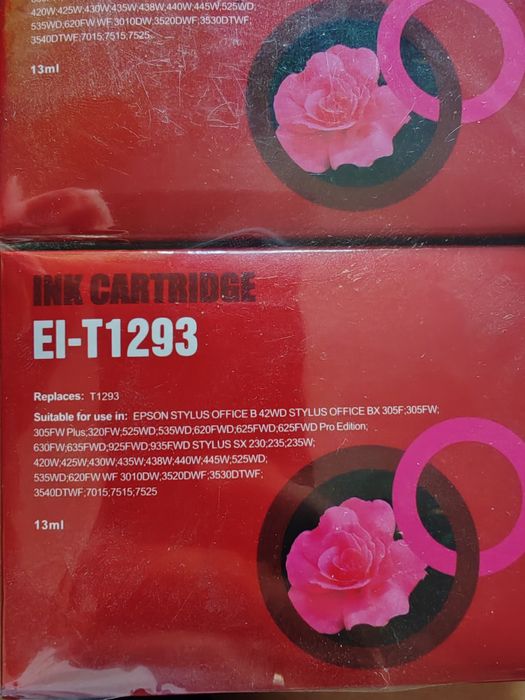 420W;425W;430W;435W;438W;440W;445W;525WD;
535WD;620FW WF 3010DW;3520DWF;3530DTWF;
3540DTWF;7015;7515;7525
13ml
INK CARTRIDGE
EI-T1293
Replaces: T1293
Suitable for use in: EPSON STYLUS OFFICE B 42WD STYLUS OFFICE BX 305F;305FW;
305FW Plus;320FW;525WD;535WD;620FWD;625FWD;625FWD Pro Edition;
630FW;635FWD;925FWD;935FWD STYLUS SX 230;235;235W;
420W;425W;430W;435W;438W;440W;445W;525WD;
535WD;620FW WF 3010DW;3520DWF;3530DTWF;
3540DTWF;7015;7515;7525
13ml